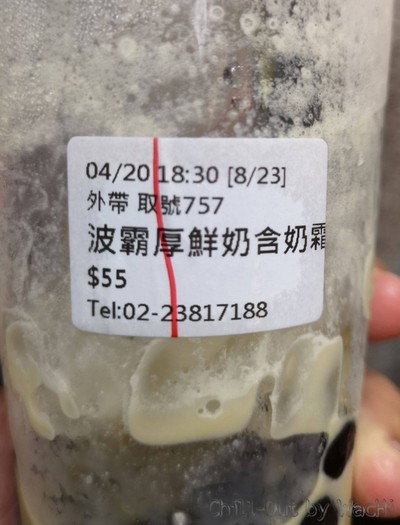 04/20 18:30 [8/23]
外帶 取號757
波霸厚鮮奶含奶霜
$55
Tel:02-23817188
Chill-Out by Mach